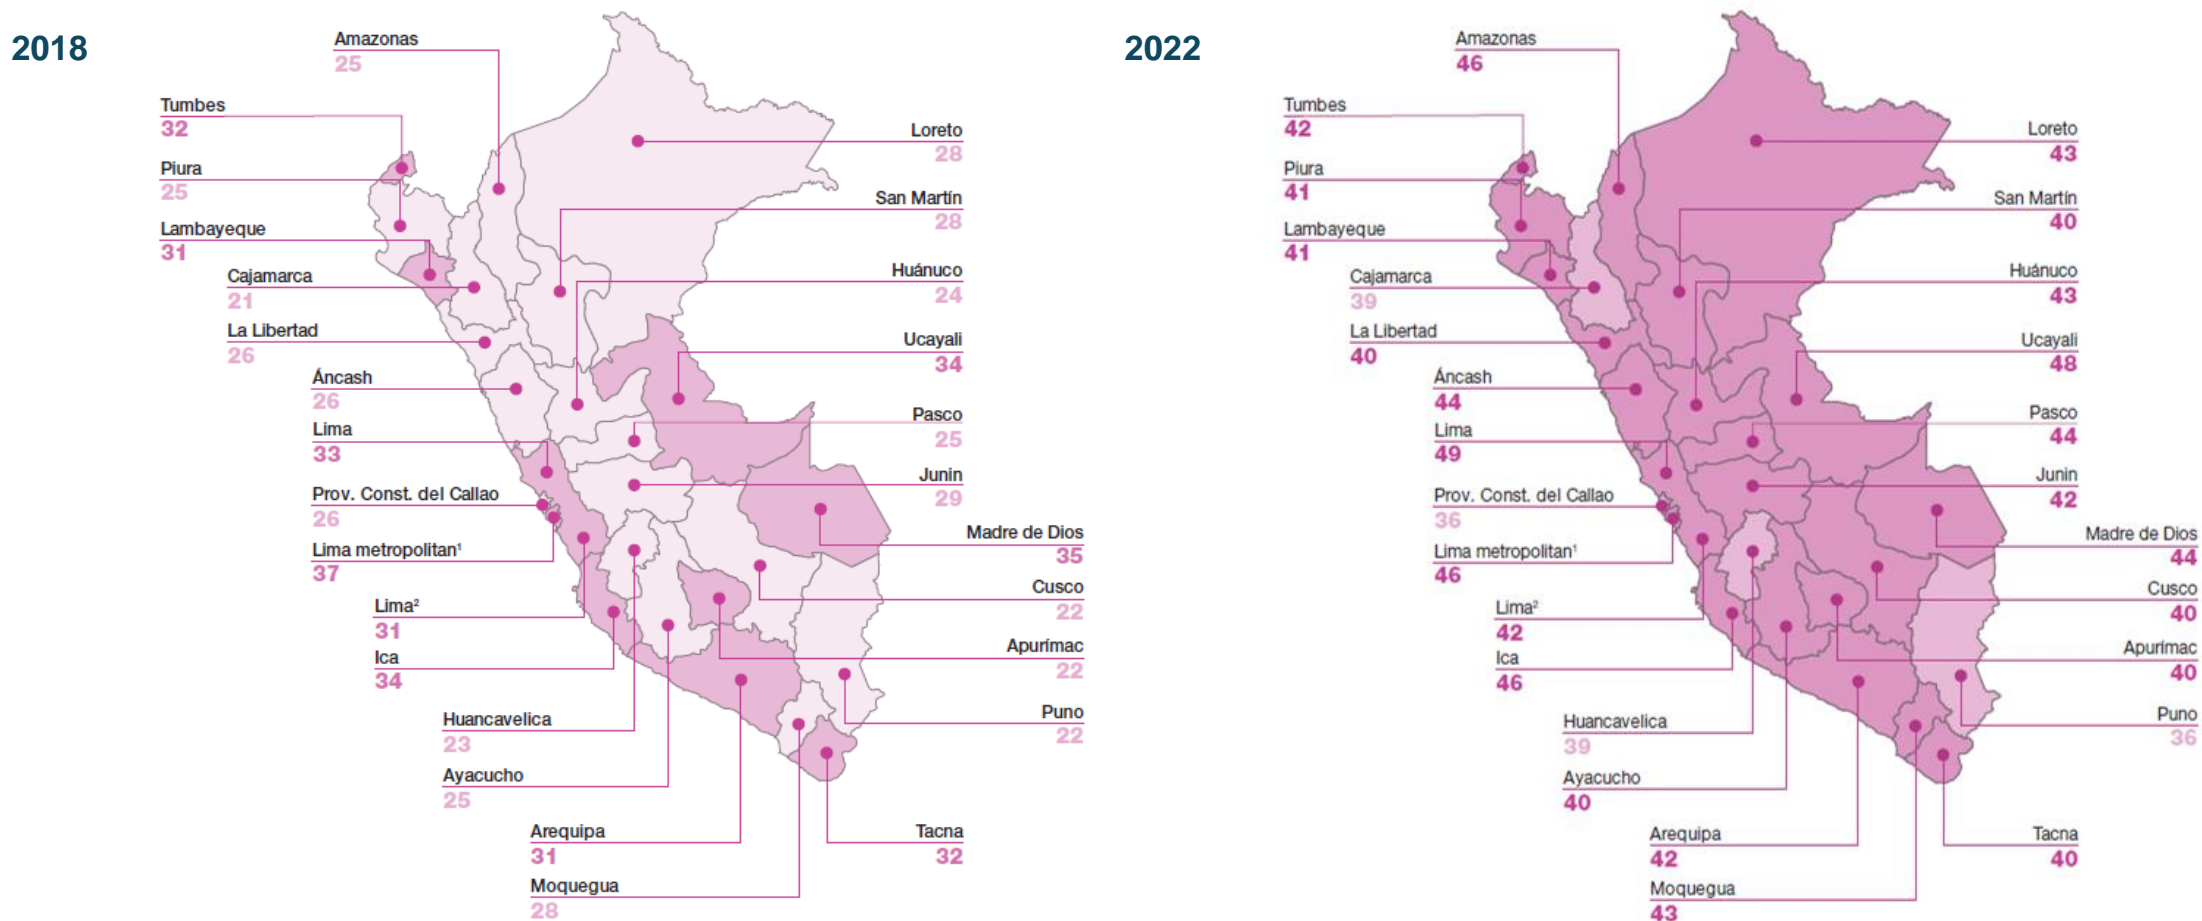 2018
Amazonas
25
Tumbes
32
Piura
25
Lambayeque
31
Cajamarca
21
La Libertad
26
Áncash
26
Lima
33
Prov. Const. del Callao
26
Lima metropolitan¹
37
Lima²
31
Ica
34
Huancavelica
23
Ayacucho
25
Arequipa
31
Moquegua
28
Loreto
28
San Martín
28
Huánuco
24
Ucayali
34
Pasco
25
Junin
29
Madre de Dios
35
Cusco
22
Apurímac
22
Puno
22
Tacna
32
2022
Amazonas
46
Tumbes
42
Piura
41
Lambayeque
41
Cajamarca
39
La Libertad
40
Áncash
44
Lima
49
Prov. Const. del Callao
36
Lima metropolitan¹
46
Lima²
42
Ica
46
Huancavelica
39
Ayacucho
40
Arequipa
42
Moquegua
43
Loreto
43
San Martín
40
Huánuco
43
Ucayali
48
Pasco
44
Junin
42
Madre de Dios
44
Cusco
40
Apurímac
40
Puno
36
Tacna
40